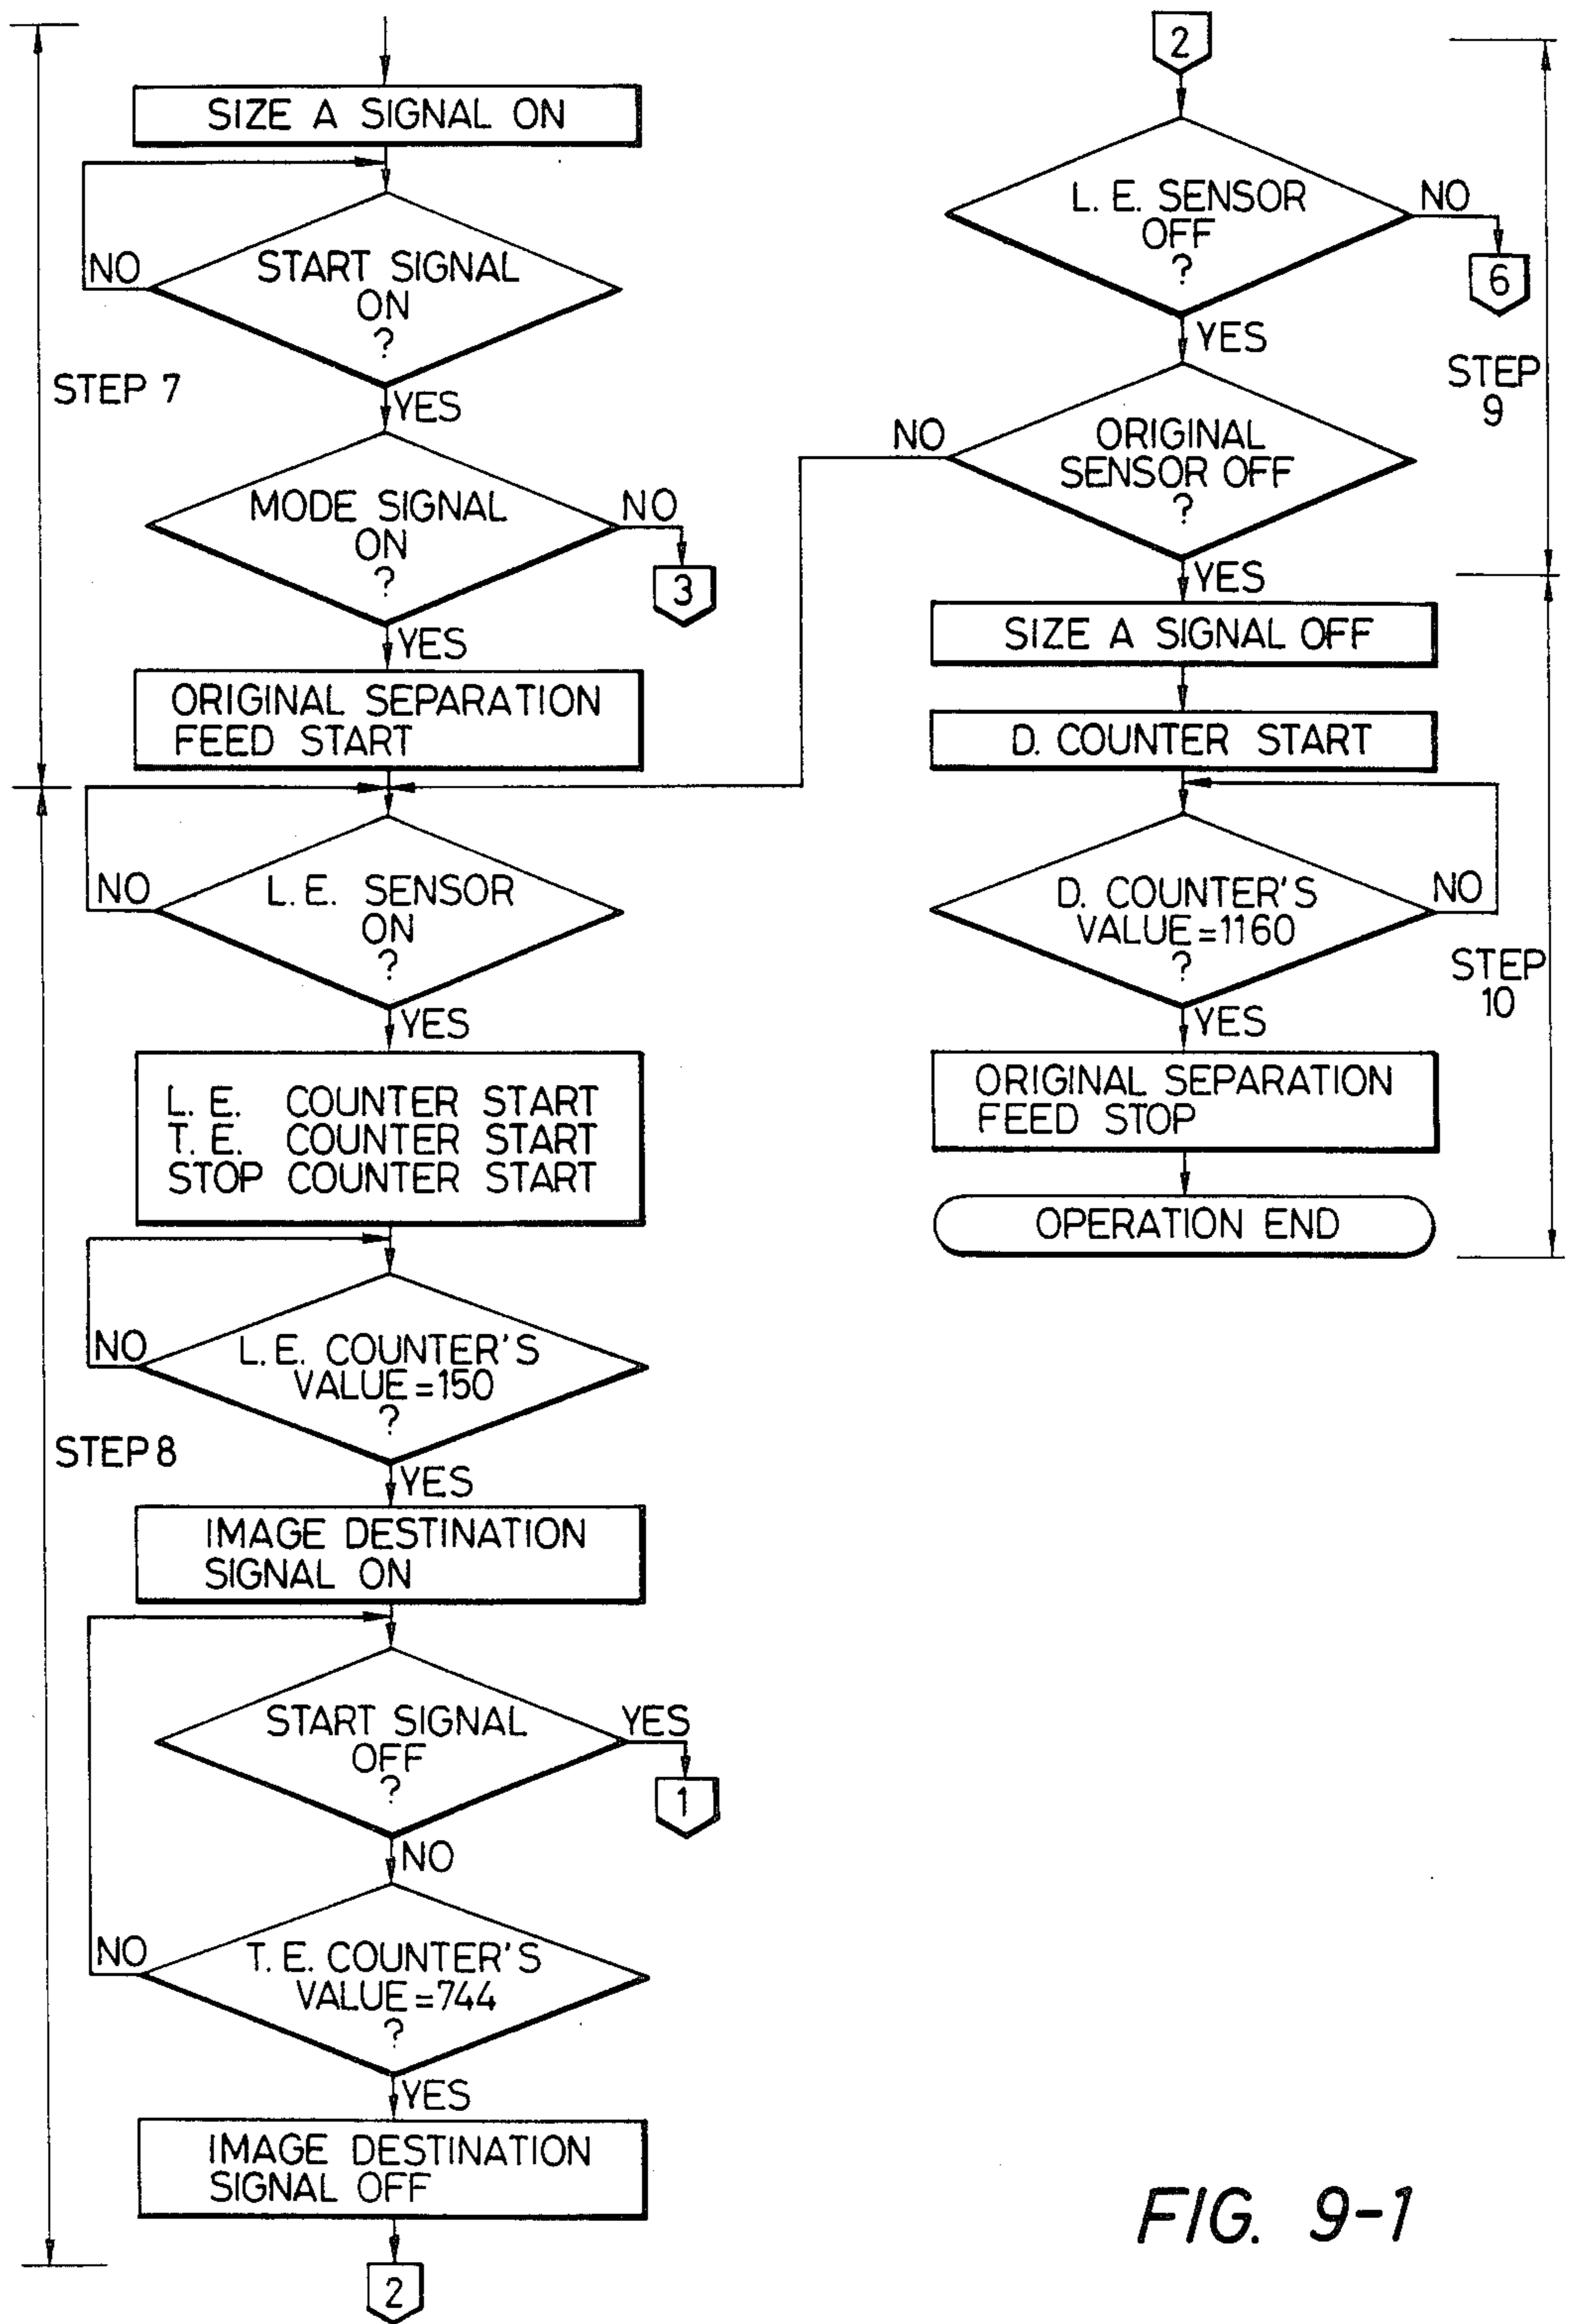 SIZE A SIGNAL ON
START SIGNAL
ON
?
NO
YES
STEP 7
MODE SIGNAL
ON
?
NO
3
YES
ORIGINAL SEPARATION
FEED START
L. E. SENSOR
ON
?
NO
YES
L. E. COUNTER START
T. E. COUNTER START
STOP COUNTER START
L. E. COUNTER'S
VALUE=150
?
NO
YES
STEP 8
IMAGE DESTINATION
SIGNAL ON
START SIGNAL
OFF
?
YES
1
NO
T. E. COUNTER'S
VALUE=744
?
NO
YES
IMAGE DESTINATION
SIGNAL OFF
2
2
L. E. SENSOR
OFF
?
NO
6
YES
STEP
9
ORIGINAL
SENSOR OFF
?
NO
YES
SIZE A SIGNAL OFF
D. COUNTER START
D. COUNTER'S
VALUE=1160
?
NO
YES
STEP
10
ORIGINAL SEPARATION
FEED STOP
OPERATION END
FIG. 9-1